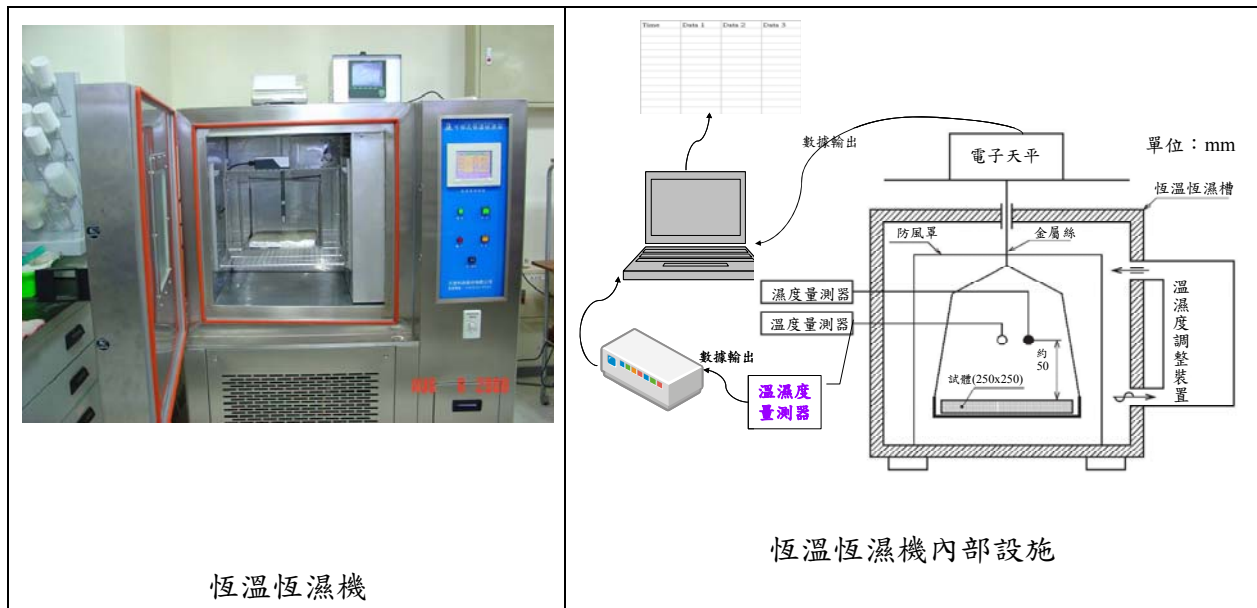 恆溫恆濕機
Time Data 1 Data 2 Data 3
數據輸出
電子天平
單位：mm
恆溫恆濕槽
防風罩
金屬絲
濕度量測器
溫度量測器
溫濕度調整裝置
約
50
試體(250x250)
數據輸出
溫濕度
量測器
恆溫恆濕機內部設施